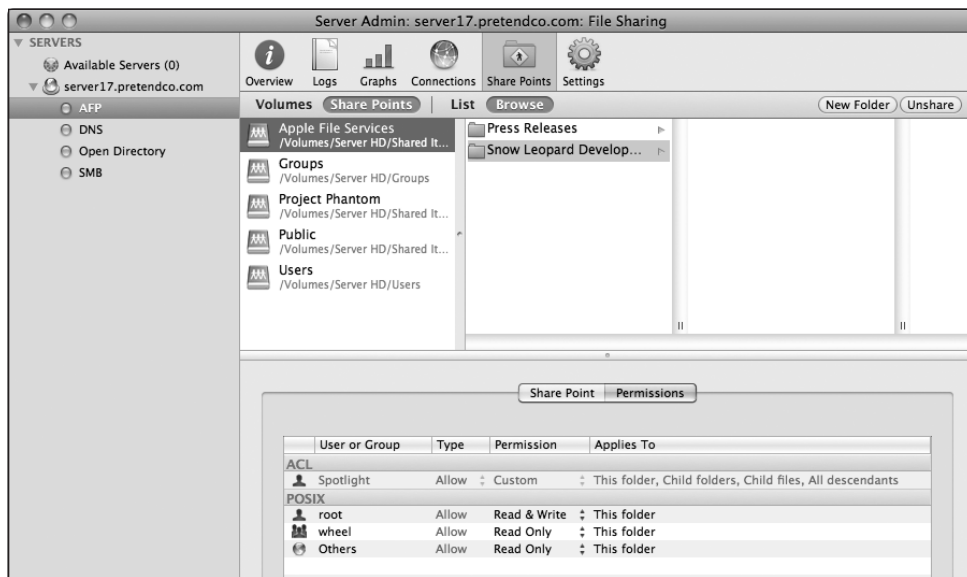 Server Admin: server17.pretendco.com: File Sharing
SERVERS
Available Servers (0)
server17.pretendco.com
AFP
DNS
Open Directory
SMB
Overview Logs Graphs Connections Share Points Settings
Volumes Share Points List Browse New Folder Unshare
Apple File Services
/Volumes/Server HD/Shared It...
Groups
/Volumes/Server HD/Groups
Project Phantom
/Volumes/Server HD/Shared It...
Public
/Volumes/Server HD/Shared It...
Users
/Volumes/Server HD/Users
Press Releases
Snow Leopard Develop...
Share Point Permissions
User or Group Type Permission Applies To
ACL
Spotlight Allow Custom This folder, Child folders, Child files, All descendants
POSIX
root Allow Read & Write This folder
wheel Allow Read Only This folder
Others Allow Read Only This folder